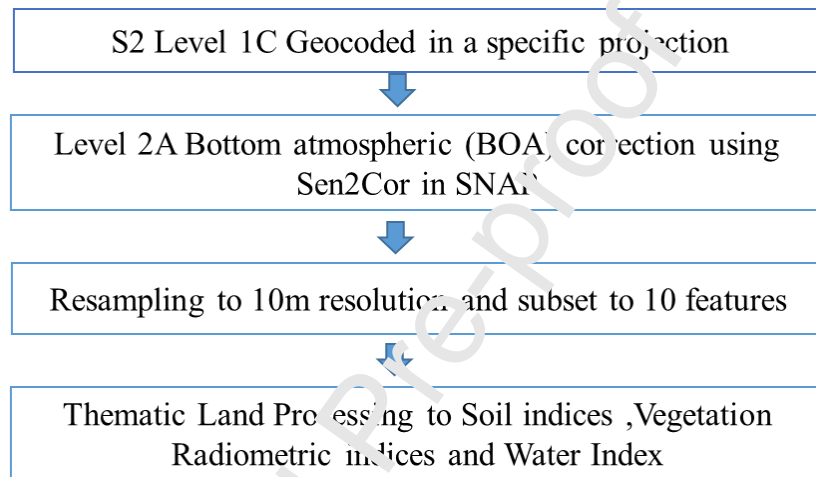 S2 Level 1C Geocoded in a specific projection
Level 2A Bottom atmospheric (BOA) correction using
Sen2Cor in SNAP
Resampling to 10m resolution and subset to 10 features
Thematic Land Processing to Soil indices ,Vegetation
Radiometric indices and Water Index
Pre-proof